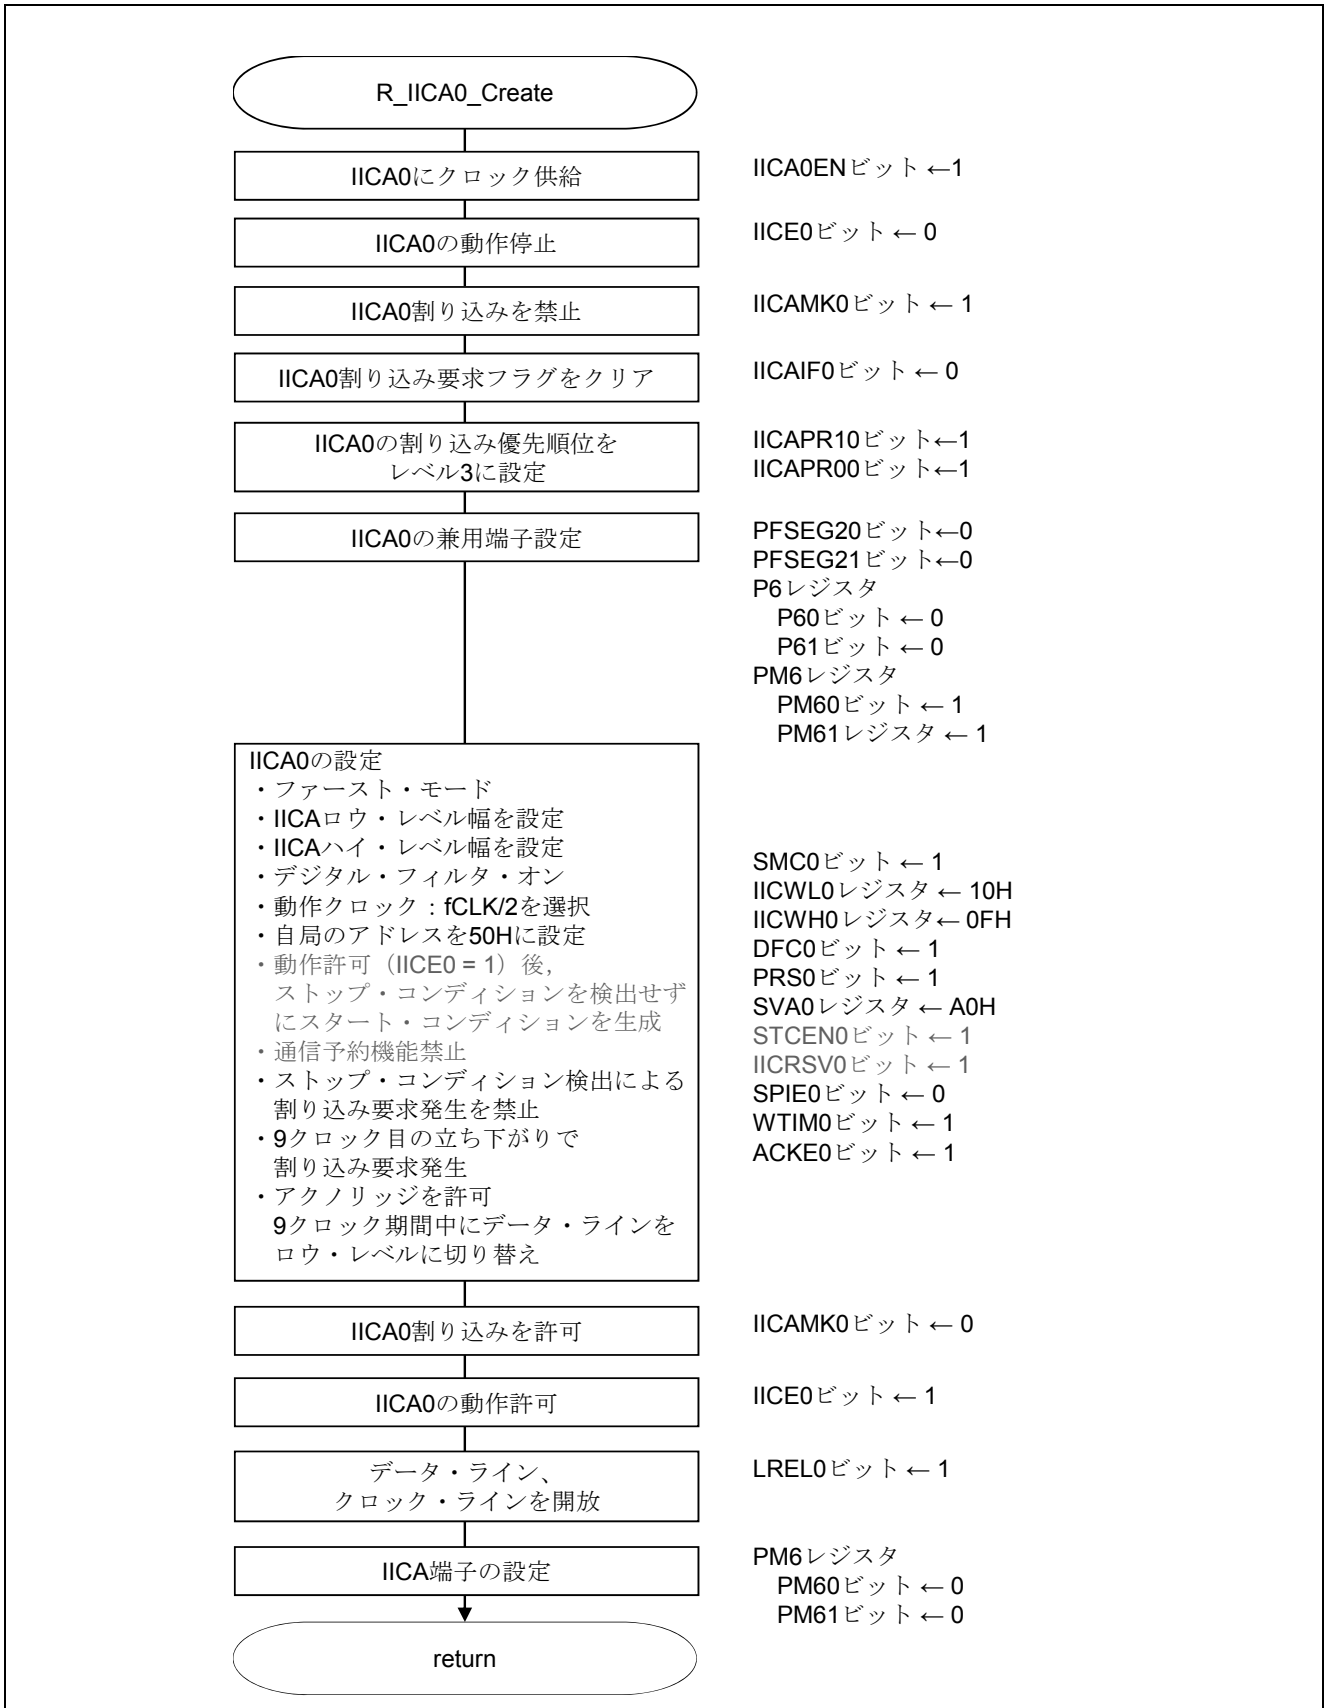 R_IICA0_Create
IICA0にクロック供給
IICA0ENビット ←1
IICA0の動作停止
IICE0ビット ← 0
IICA0割り込みを禁止
IICAMK0ビット ← 1
IICA0割り込み要求フラグをクリア
IICAIF0ビット ← 0
IICA0の割り込み優先順位を
レベル3に設定
IICAPR10ビット←1
IICAPR00ビット←1
IICA0の兼用端子設定
PFSEG20ビット←0
PFSEG21ビット←0
P6レジスタ
P60ビット ← 0
P61ビット ← 0
PM6レジスタ
PM60ビット ← 1
PM61レジスタ ← 1
IICA0の設定
・ファースト・モード
・IICAロウ・レベル幅を設定
・IICAハイ・レベル幅を設定
・デジタル・フィルタ・オン
・動作クロック：fCLK/2を選択
・自局のアドレスを50Hに設定
・動作許可（IICE0 = 1）後,
ストップ・コンディションを検出せず
にスタート・コンディションを生成
・通信予約機能禁止
・ストップ・コンディション検出による
割り込み要求発生を禁止
・9クロック目の立ち下がりで
割り込み要求発生
・アクノリッジを許可
9クロック期間中にデータ・ラインを
ロウ・レベルに切り替え
SMC0ビット ← 1
IICWL0レジスタ ← 10H
IICWH0レジスタ← 0FH
DFC0ビット ← 1
PRS0ビット ← 1
SVA0レジスタ ← A0H
STCEN0ビット ← 1
IICRSV0ビット ← 1
SPIE0ビット ← 0
WTIM0ビット ← 1
ACKE0ビット ← 1
IICA0割り込みを許可
IICAMK0ビット ← 0
IICA0の動作許可
IICE0ビット ← 1
データ・ライン、
クロック・ラインを開放
LREL0ビット ← 1
IICA端子の設定
PM6レジスタ
PM60ビット ← 0
PM61ビット ← 0
return